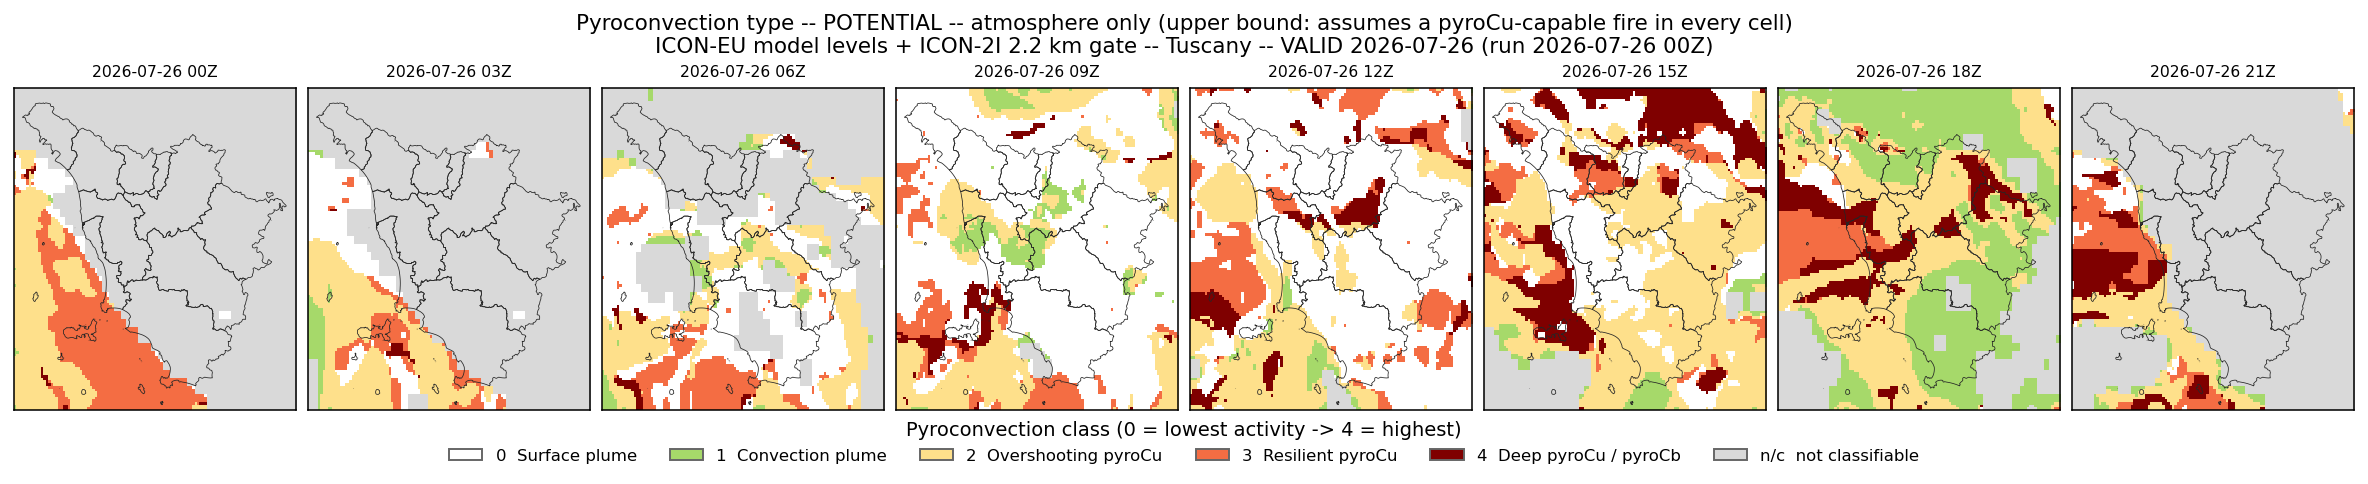 Pyroconvection type -- POTENTIAL -- atmosphere only (upper bound: assumes a pyroCu-capable fire in every cell)
ICON-EU model levels + ICON-2I 2.2 km gate -- Tuscany -- VALID 2026-07-26 (run 2026-07-26 00Z)
2026-07-26 00Z
2026-07-26 03Z
2026-07-26 06Z
2026-07-26 09Z
2026-07-26 12Z
2026-07-26 15Z
2026-07-26 18Z
2026-07-26 21Z
Pyroconvection class (0 = lowest activity -> 4 = highest)
0 Surface plume
1 Convection plume
2 Overshooting pyroCu
3 Resilient pyroCu
4 Deep pyroCu / pyroCb
n/c not classifiable